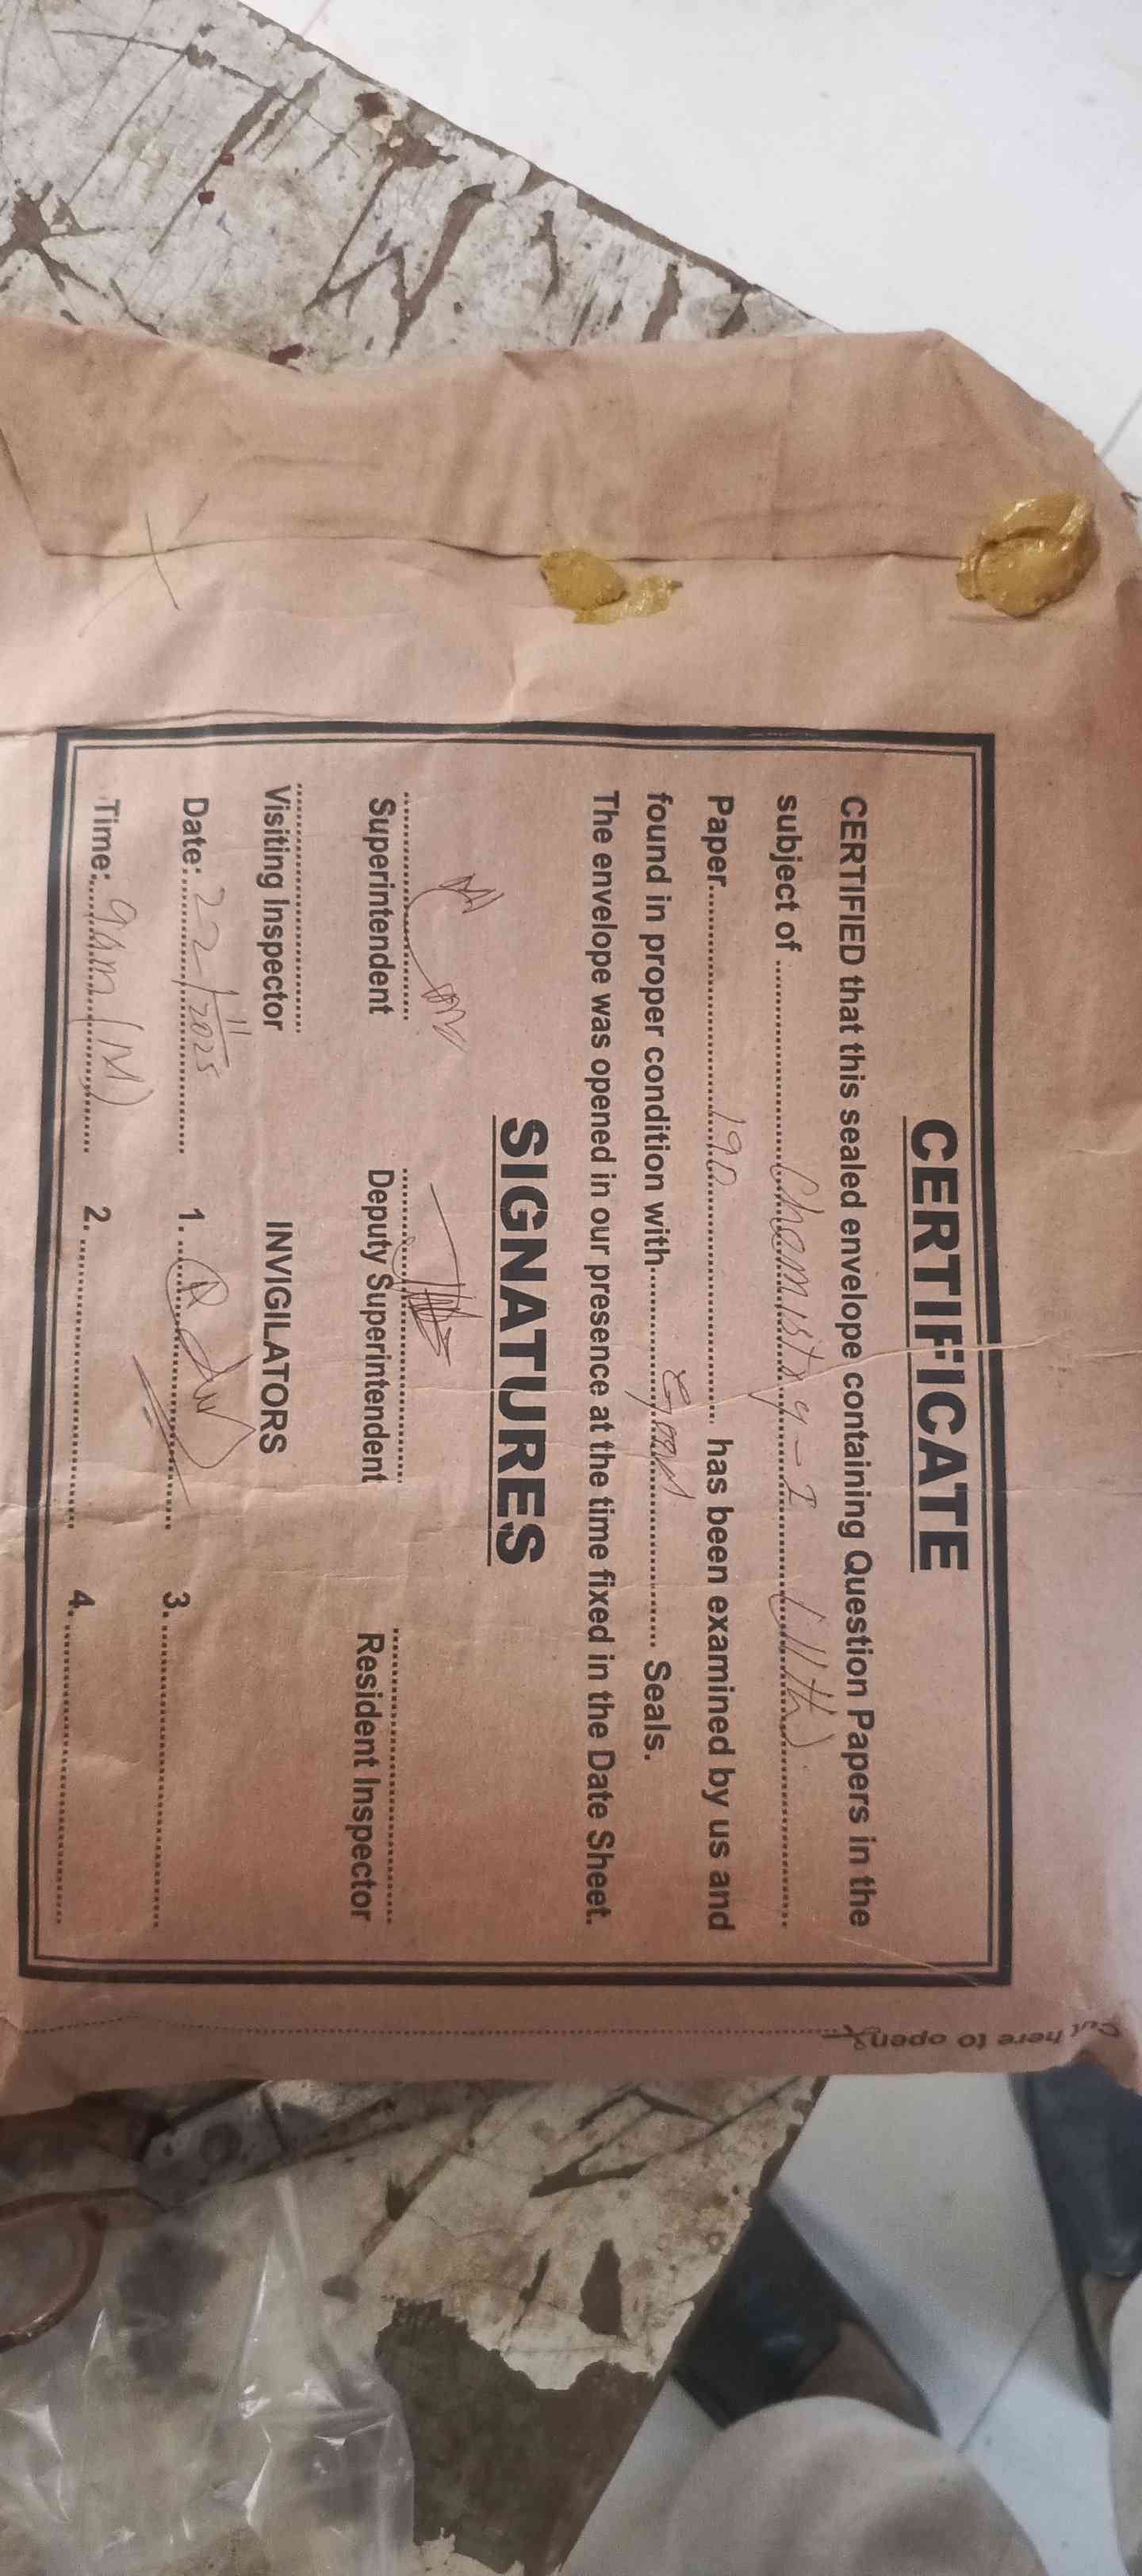 CERTIFICATE
CERTIFIED that this sealed envelope containing Question Papers in the
subject of ............ Chemistry - I (11th) ............
Paper............ 190 ............ has been examined by us and
found in proper condition with............ Good ............ Seals.
The envelope was opened in our presence at the time fixed in the Date Sheet.
SIGNATURES
Superintendent Deputy Superintendent Resident Inspector
Visiting Inspector INVIGILATORS
Date: 22/11/2025 1. 3.
Time: 9am (M) 2. 4.
Cut here to open